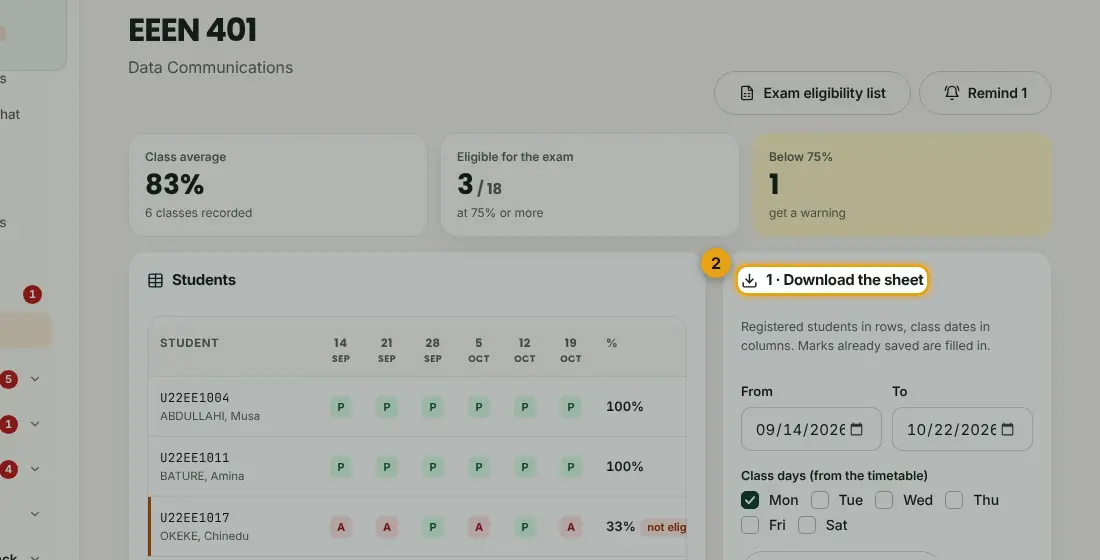 EEEN 401
Data Communications
Exam eligibility list
Remind 1
Class average
83%
6 classes recorded
Eligible for the exam
3 / 18
at 75% or more
Below 75%
1
get a warning
s
hat
s
1
5
1
4
Students
STUDENT 14 SEP 21 SEP 28 SEP 5 OCT 12 OCT 19 OCT %
U22EE1004
ABDULLAHI, Musa
P P P P P P 100%
U22EE1011
BATURE, Amina
P P P P P P 100%
U22EE1017
OKEKE, Chinedu
A A P A P A 33% not elig
2
1 · Download the sheet
Registered students in rows, class dates in
columns. Marks already saved are filled in.
From To
09/14/2026 10/22/2026
Class days (from the timetable)
Mon Tue Wed Thu
Fri Sat